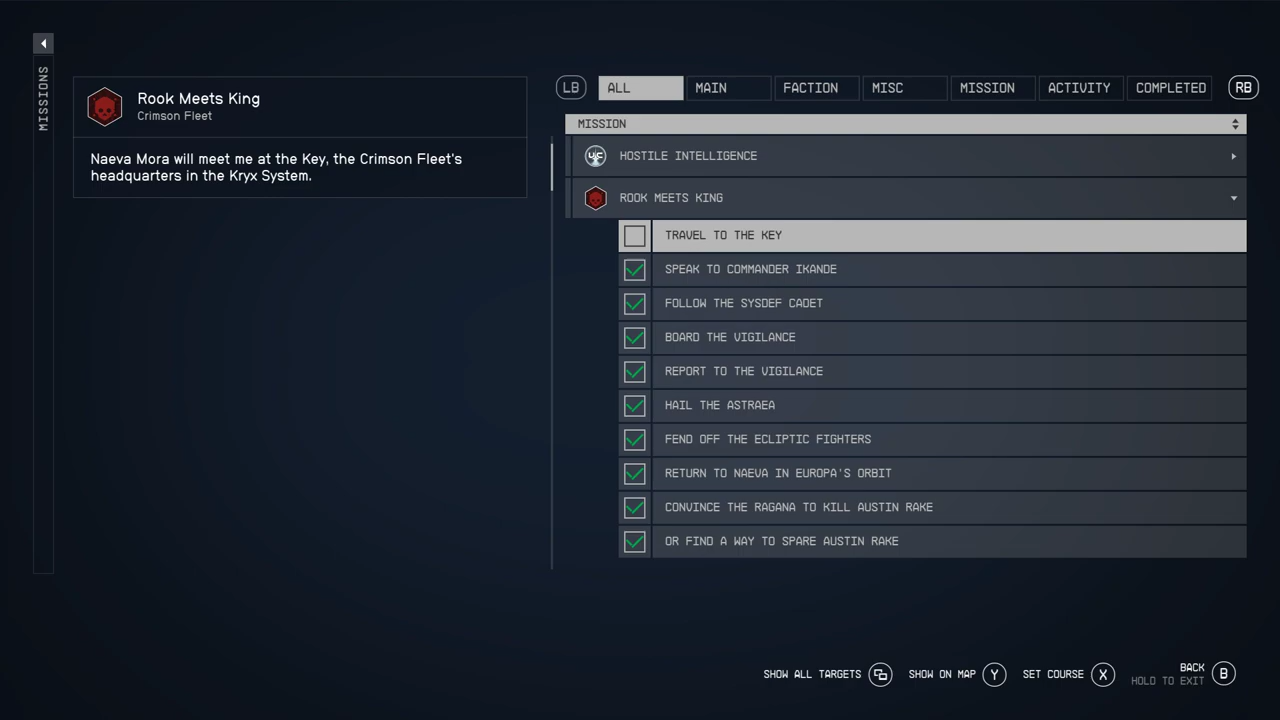 MISSIONS
Rook Meets King
Crimson Fleet
Naeva Mora will meet me at the Key, the Crimson Fleet's
headquarters in the Kryx System.
LB
ALL
MAIN
FACTION
MISC
MISSION
ACTIVITY
COMPLETED
RB
MISSION
UC
HOSTILE INTELLIGENCE
ROOK MEETS KING
TRAVEL TO THE KEY
SPEAK TO COMMANDER IKANDE
FOLLOW THE SYSDEF CADET
BOARD THE VIGILANCE
REPORT TO THE VIGILANCE
HAIL THE ASTRAEA
FEND OFF THE ECLIPTIC FIGHTERS
RETURN TO NAEVA IN EUROPA'S ORBIT
CONVINCE THE RAGANA TO KILL AUSTIN RAKE
OR FIND A WAY TO SPARE AUSTIN RAKE
SHOW ALL TARGETS
SHOW ON MAP Y
SET COURSE X
BACK B
HOLD TO EXIT